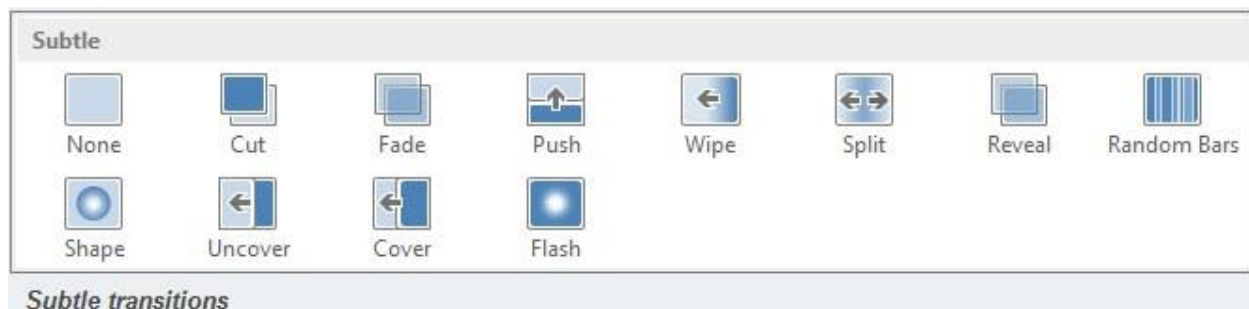 Subtle
None Cut Fade Push Wipe Split Reveal Random Bars
Shape Uncover Cover Flash
Subtle transitions